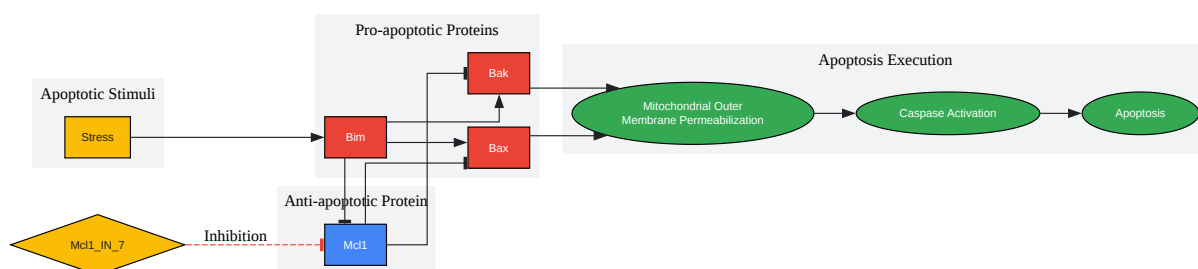 Pro-apoptotic Proteins
Apoptosis Execution
Apoptotic Stimuli
Bak
Mitochondrial Outer
Membrane Permeabilization
Caspase Activation
Apoptosis
Stress
Bim
Bax
Anti-apoptotic Protein
Inhibition
Mcl1_IN_7
Mcl1